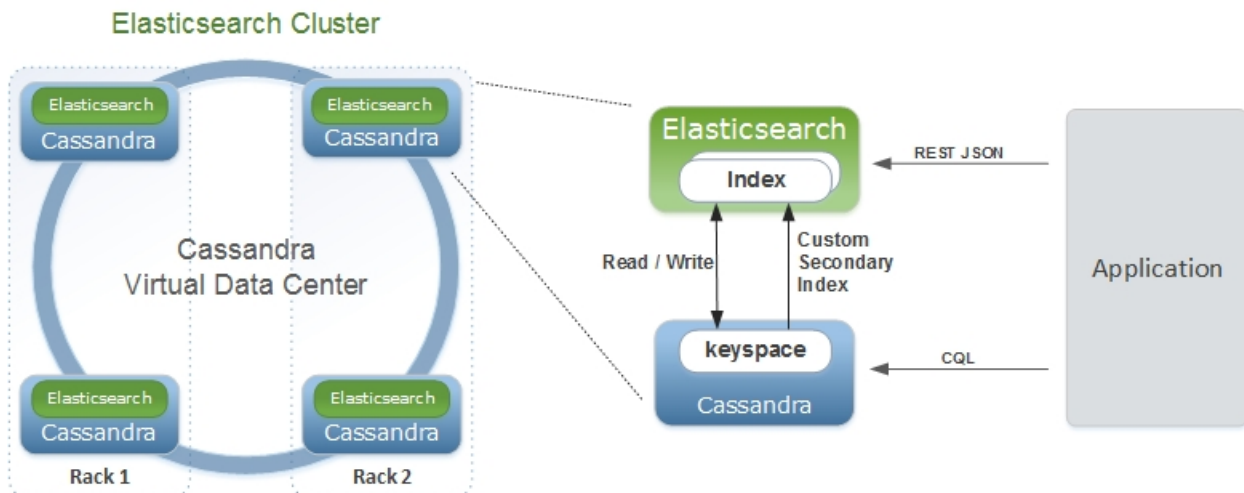 Elasticsearch Cluster
Elasticsearch
Cassandra
Elasticsearch
Cassandra
Cassandra
Virtual Data Center
Elasticsearch
Cassandra
Elasticsearch
Cassandra
Rack 1
Rack 2
Elasticsearch
Index
Read / Write
Custom
Secondary
Index
keyspace
Cassandra
REST JSON
CQL
Application